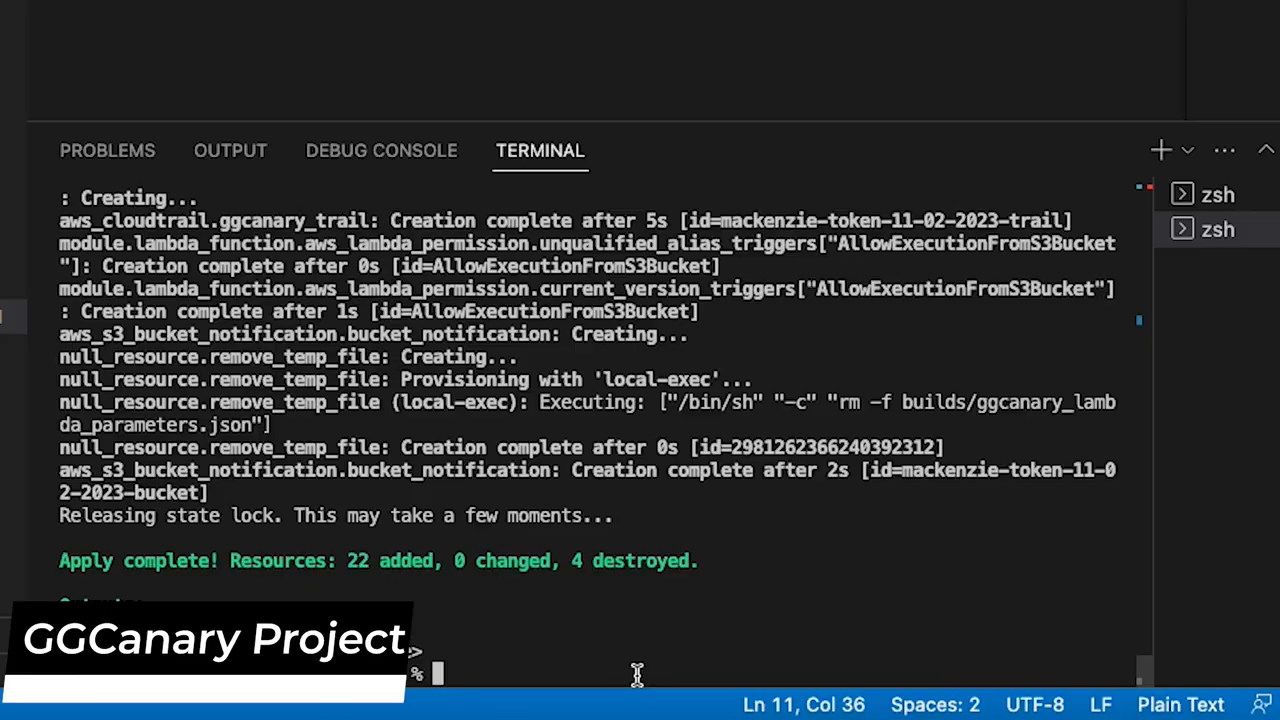 PROBLEMS OUTPUT DEBUG CONSOLE TERMINAL
: Creating...
aws_cloudtrail.ggcanary_trail: Creation complete after 5s [id=mackenzie-token-11-02-2023-trail]
module.lambda_function.aws_lambda_permission.unqualified_alias_triggers["AllowExecutionFromS3Bucket
"]: Creation complete after 0s [id=AllowExecutionFromS3Bucket]
module.lambda_function.aws_lambda_permission.current_version_triggers["AllowExecutionFromS3Bucket"]
: Creation complete after 1s [id=AllowExecutionFromS3Bucket]
aws_s3_bucket_notification.bucket_notification: Creating...
null_resource.remove_temp_file: Creating...
null_resource.remove_temp_file: Provisioning with 'local-exec'...
null_resource.remove_temp_file (local-exec): Executing: ["/bin/sh" "-c" "rm -f builds/ggcanary_lamb
da_parameters.json"]
null_resource.remove_temp_file: Creation complete after 0s [id=2981262366240392312]
aws_s3_bucket_notification.bucket_notification: Creation complete after 2s [id=mackenzie-token-11-0
2-2023-bucket]
Releasing state lock. This may take a few moments...
Apply complete! Resources: 22 added, 0 changed, 4 destroyed.
>
%
zsh
zsh
GGCanary Project
Ln 11, Col 36 Spaces: 2 UTF-8 LF Plain Text